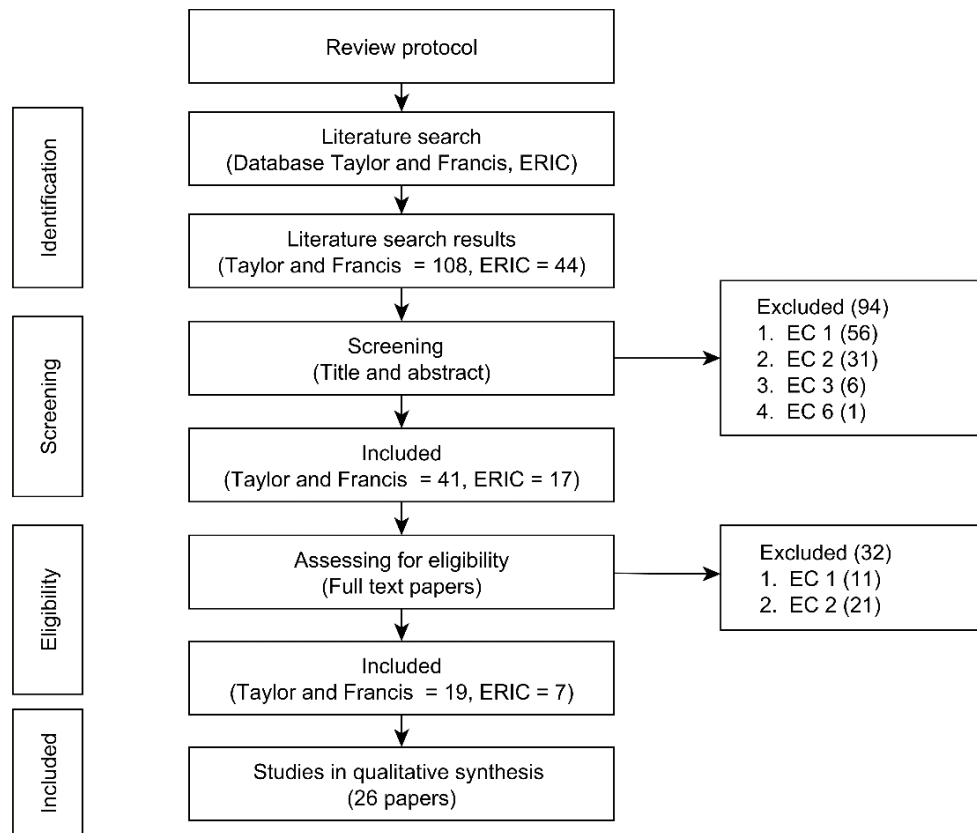 Review protocol
Identification
Literature search
(Database Taylor and Francis, ERIC)
Literature search results
(Taylor and Francis = 108, ERIC = 44)
Screening
Screening
(Title and abstract)
Excluded (94)
1. EC 1 (56)
2. EC 2 (31)
3. EC 3 (6)
4. EC 6 (1)
Included
(Taylor and Francis = 41, ERIC = 17)
Eligibility
Assessing for eligibility
(Full text papers)
Excluded (32)
1. EC 1 (11)
2. EC 2 (21)
Included
(Taylor and Francis = 19, ERIC = 7)
Included
Studies in qualitative synthesis
(26 papers)